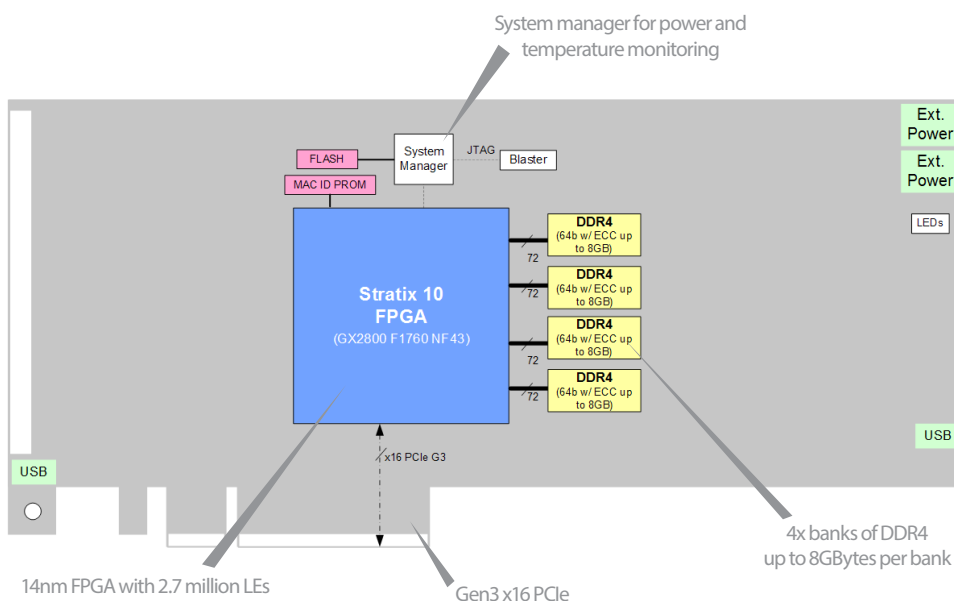 System manager for power and
temperature monitoring
Ext.
Power
Ext.
Power
LEDs
System
Manager
JTAG
Blaster
FLASH
MAC ID PROM
Stratix 10
FPGA
(GX2800 F1760 NF43)
DDR4
(64b w/ ECC up
to 8GB)
72
DDR4
(64b w/ ECC up
to 8GB)
72
DDR4
(64b w/ ECC up
to 8GB)
72
DDR4
(64b w/ ECC up
to 8GB)
72
USB
USB
x16 PCIe G3
4x banks of DDR4
up to 8GBytes per bank
14nm FPGA with 2.7 million LEs
Gen3 x16 PCIe